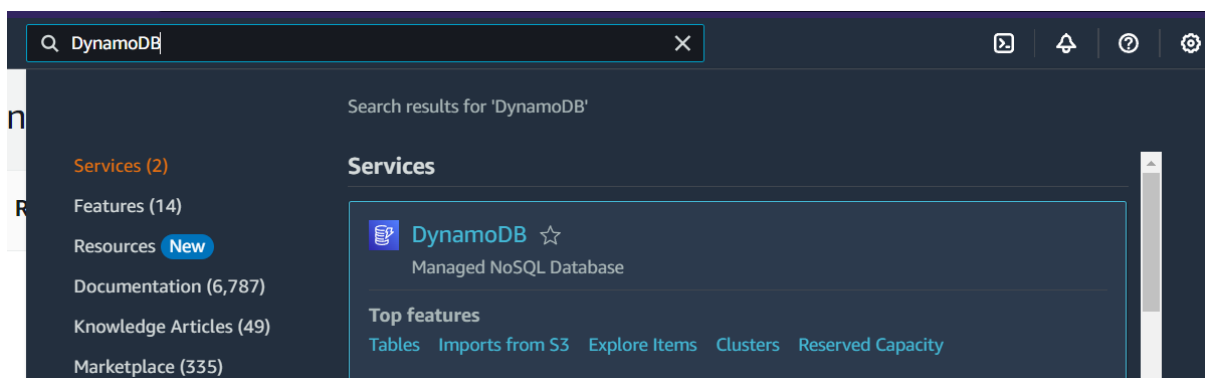 DynamoDB
Search results for 'DynamoDB'
n
Services (2)
Features (14)
R
Resources New
Documentation (6,787)
Knowledge Articles (49)
Marketplace (335)
Services
DynamoDB
Managed NoSQL Database
Top features
Tables Imports from S3 Explore Items Clusters Reserved Capacity